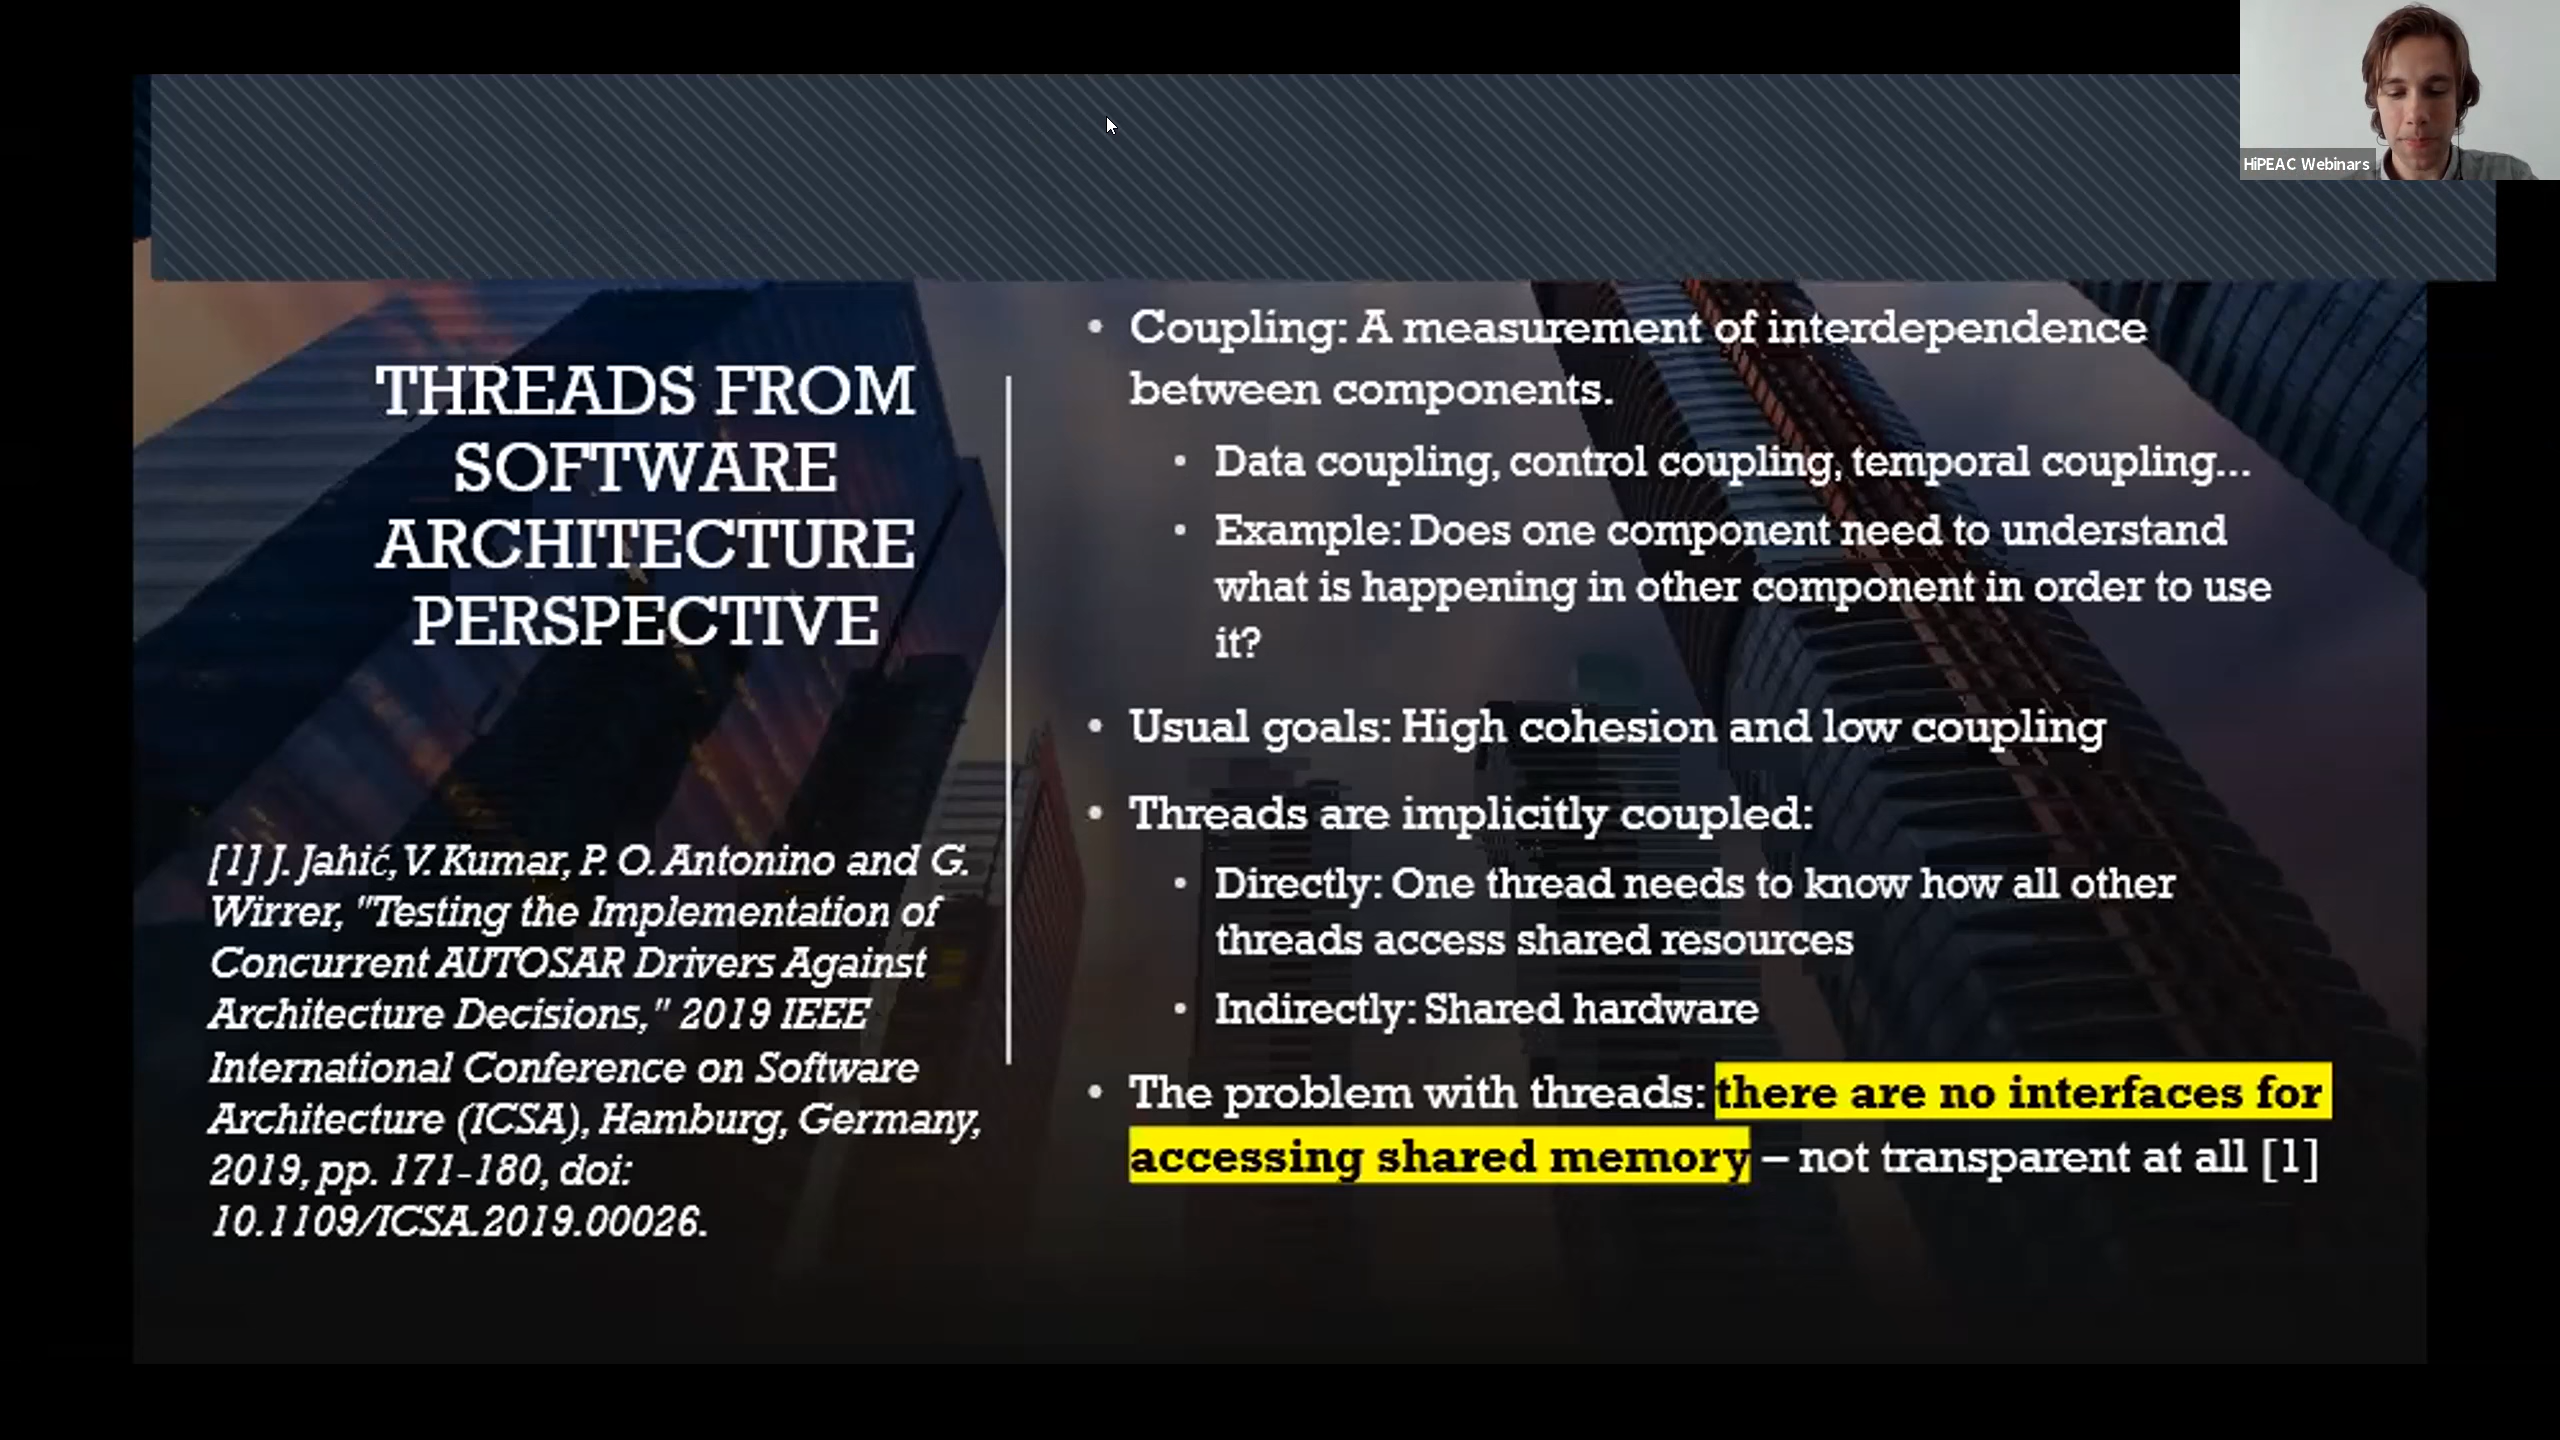 HiPEAC Webinars
THREADS FROM
SOFTWARE
ARCHITECTURE
PERSPECTIVE
[1] J. Jahić, V. Kumar, P. O. Antonino and G.
Wirrer, "Testing the Implementation of
Concurrent AUTOSAR Drivers Against
Architecture Decisions," 2019 IEEE
International Conference on Software
Architecture (ICSA), Hamburg, Germany,
2019, pp. 171-180, doi:
10.1109/ICSA.2019.00026.
• Coupling: A measurement of interdependence
between components.
• Data coupling, control coupling, temporal coupling...
• Example: Does one component need to understand
what is happening in other component in order to use
it?
• Usual goals: High cohesion and low coupling
• Threads are implicitly coupled:
• Directly: One thread needs to know how all other
threads access shared resources
• Indirectly: Shared hardware
• The problem with threads: there are no interfaces for
accessing shared memory – not transparent at all [1]